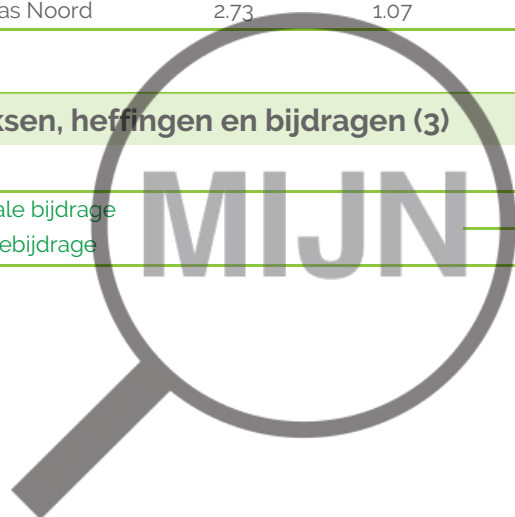 as Noord 2.73 1.07
ksen, heffingen en bijdragen (3)
MIJN
ale bijdrage
ebijdrage